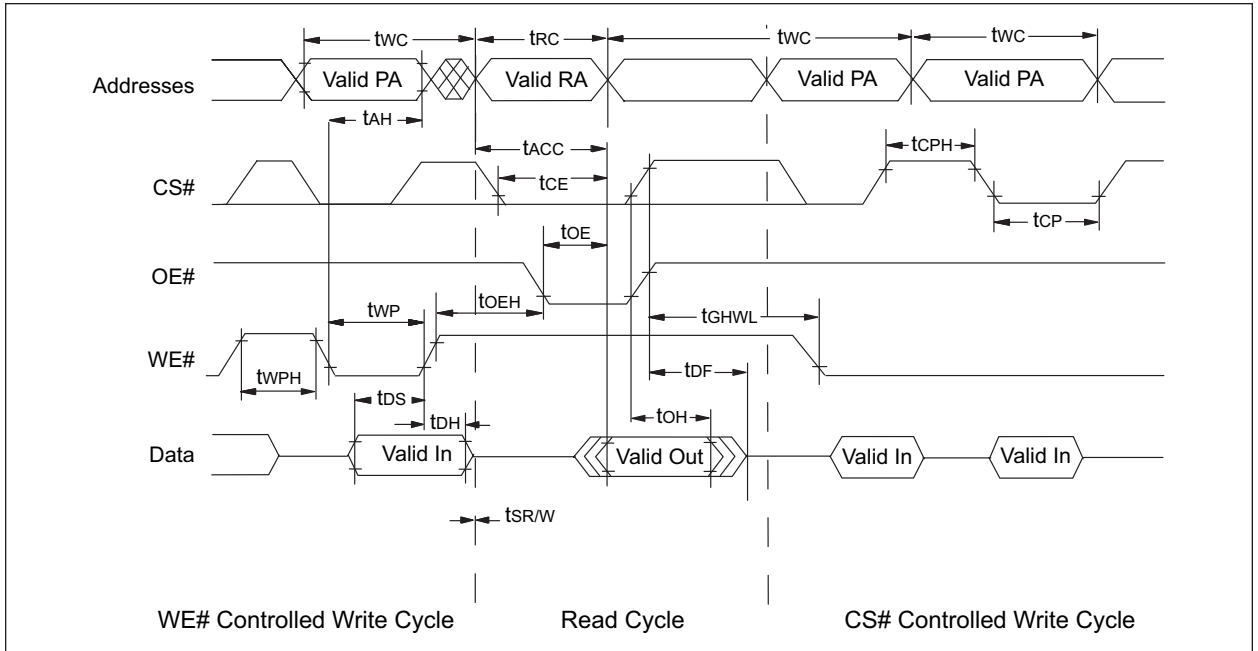 tWC tRC tWC tWC
Addresses Valid PA Valid RA Valid PA Valid PA
tAH
tACC tCPH
CS# tCE
tCP
tOE
OE#
tOEH
tWP tGHWL
WE#
tWPH tDF
tDS
tDH tOH
Data Valid In Valid Out Valid In Valid In
tSR/W
WE# Controlled Write Cycle Read Cycle CS# Controlled Write Cycle